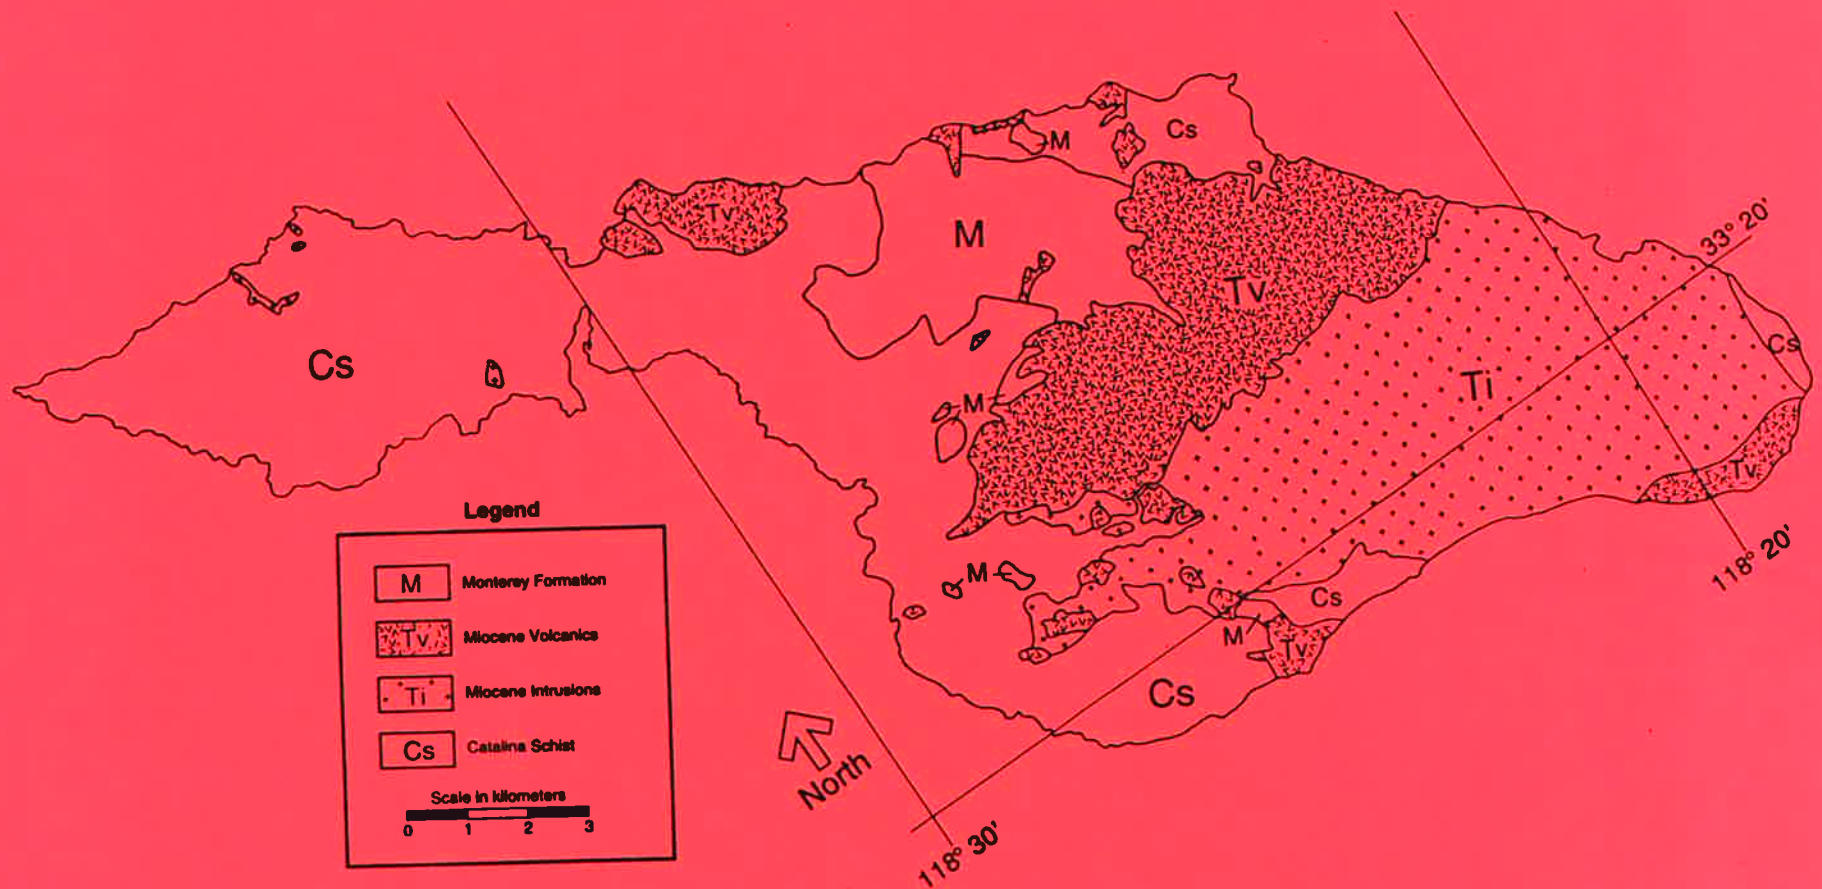 Cs
M
Tv
M
Cs
33° 20'
Tv
Cs
Cs
Ti
M
Tv
Legend
M Monterey Formation
Tv Miocene Volcanics
Ti Miocene Intrusions
Cs Catalina Schist
Scale in kilometers
0 1 2 3
M
118° 20'
Cs
M
Tv
Cs
North
118° 30'